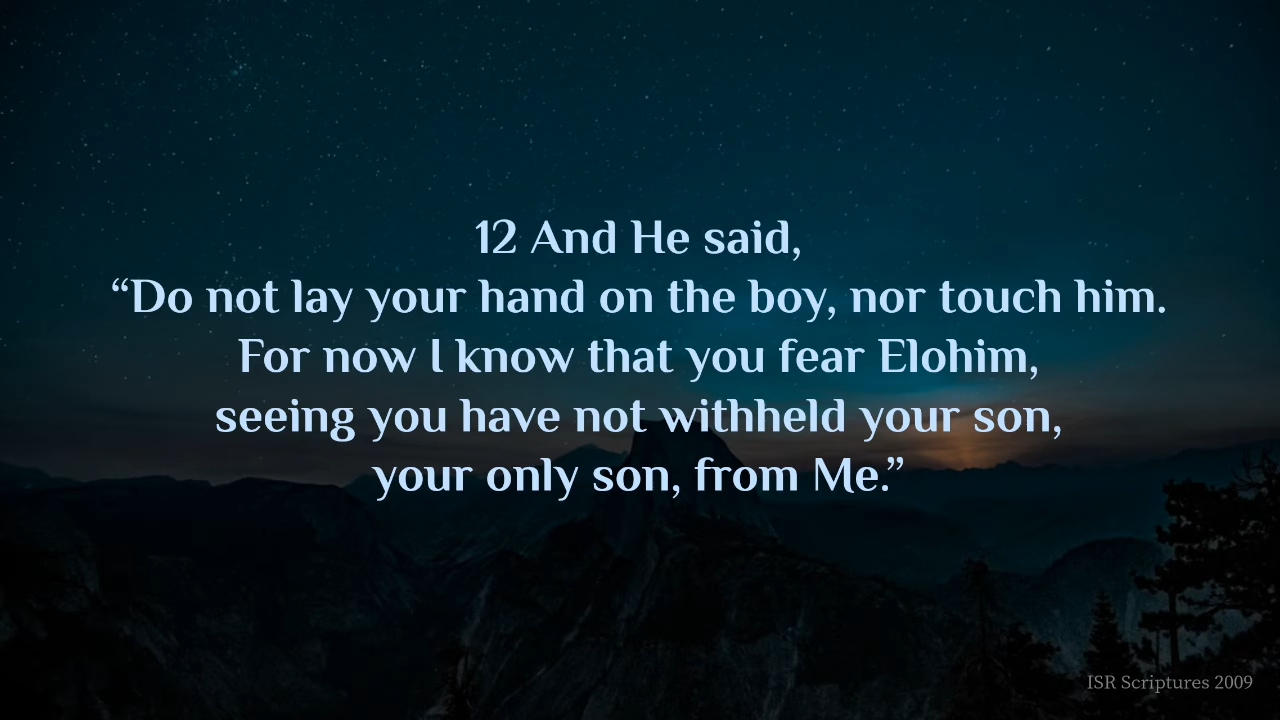 12 And He said,
“Do not lay your hand on the boy, nor touch him.
For now I know that you fear Elohim,
seeing you have not withheld your son,
your only son, from Me.”
ISR Scriptures 2009